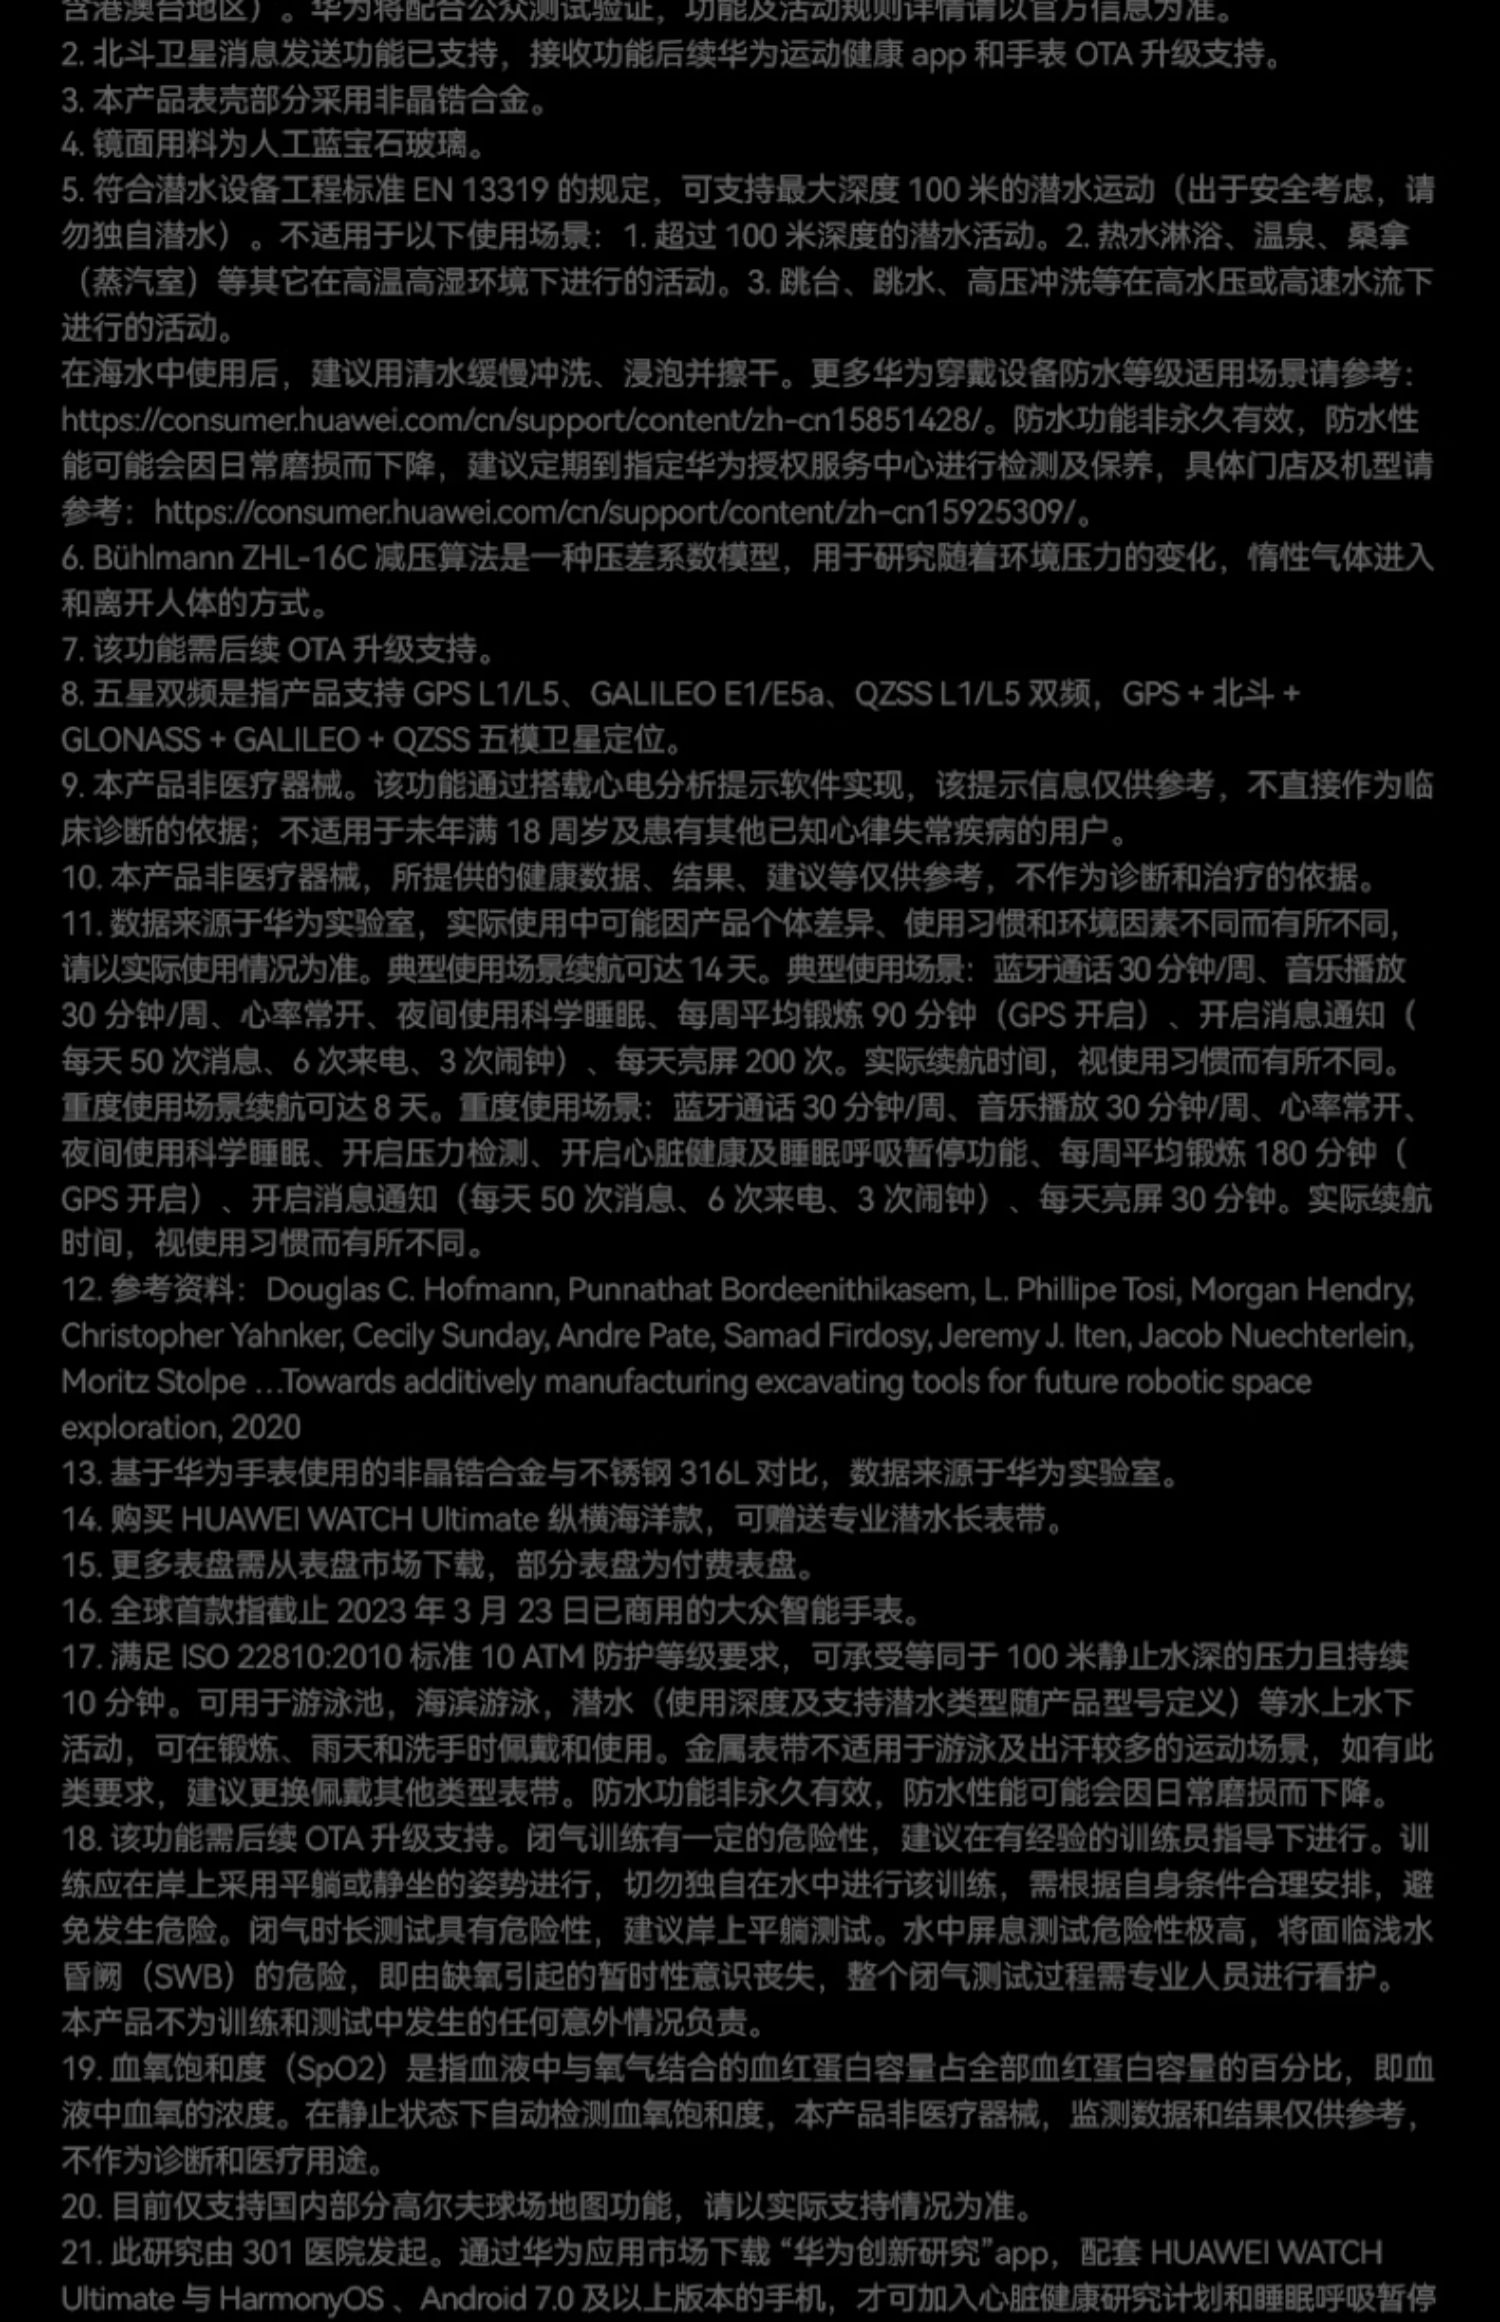 含港澳台地区）。华为将配合公众测试验证，功能及活动规则详情请以官方信息为准。
2. 北斗卫星消息发送功能已支持，接收功能后续华为运动健康 app 和手表 OTA 升级支持。
3. 本产品表壳部分采用非晶锆合金。
4. 镜面用料为人工蓝宝石玻璃。
5. 符合潜水设备工程标准 EN 13319 的规定，可支持最大深度 100 米的潜水运动（出于安全考虑，请
勿独自潜水）。不适用于以下使用场景：1. 超过 100 米深度的潜水活动。2. 热水淋浴、温泉、桑拿
（蒸汽室）等其它在高温高湿环境下进行的活动。3. 跳台、跳水、高压冲洗等在高水压或高速水流下
进行的活动。
在海水中使用后，建议用清水缓慢冲洗、浸泡并擦干。更多华为穿戴设备防水等级适用场景请参考：
https://consumer.huawei.com/cn/support/content/zh-cn15851428/。防水功能非永久有效，防水性
能可能会因日常磨损而下降，建议定期到指定华为授权服务中心进行检测及保养，具体门店及机型请
参考：https://consumer.huawei.com/cn/support/content/zh-cn15925309/。
6. Bühlmann ZHL-16C 减压算法是一种压差系数模型，用于研究随着环境压力的变化，惰性气体进入
和离开人体的方式。
7. 该功能需后续 OTA 升级支持。
8. 五星双频是指产品支持 GPS L1/L5、GALILEO E1/E5a、QZSS L1/L5 双频，GPS + 北斗 +
GLONASS + GALILEO + QZSS 五模卫星定位。
9. 本产品非医疗器械。该功能通过搭载心电分析提示软件实现，该提示信息仅供参考，不直接作为临
床诊断的依据；不适用于未年满 18 周岁及患有其他已知心律失常疾病的用户。
10. 本产品非医疗器械，所提供的健康数据、结果、建议等仅供参考，不作为诊断和治疗的依据。
11. 数据来源于华为实验室，实际使用中可能因产品个体差异、使用习惯和环境因素不同而有所不同，
请以实际使用情况为准。典型使用场景续航可达 14 天。典型使用场景：蓝牙通话 30 分钟/周、音乐播放
30 分钟/周、心率常开、夜间使用科学睡眠、每周平均锻炼 90 分钟（GPS 开启）、开启消息通知（
每天 50 次消息、6 次来电、3 次闹钟）、每天亮屏 200 次。实际续航时间，视使用习惯而有所不同。
重度使用场景续航可达 8 天。重度使用场景：蓝牙通话 30 分钟/周、音乐播放 30 分钟/周、心率常开、
夜间使用科学睡眠、开启压力检测、开启心脏健康及睡眠呼吸暂停功能、每周平均锻炼 180 分钟（
GPS 开启）、开启消息通知（每天 50 次消息、6 次来电、3 次闹钟）、每天亮屏 30 分钟。实际续航
时间，视使用习惯而有所不同。
12. 参考资料：Douglas C. Hofmann, Punnathat Bordeenithikasem, L. Phillipe Tosi, Morgan Hendry,
Christopher Yahnker, Cecily Sunday, Andre Pate, Samad Firdosy, Jeremy J. Iten, Jacob Nuechterlein,
Moritz Stolpe ...Towards additively manufacturing excavating tools for future robotic space
exploration, 2020
13. 基于华为手表使用的非晶锆合金与不锈钢 316L 对比，数据来源于华为实验室。
14. 购买 HUAWEI WATCH Ultimate 纵横海洋款，可赠送专业潜水长表带。
15. 更多表盘需从表盘市场下载，部分表盘为付费表盘。
16. 全球首款指截止 2023 年 3 月 23 日已商用的大众智能手表。
17. 满足 ISO 22810:2010 标准 10 ATM 防护等级要求，可承受等同于 100 米静止水深的压力且持续
10 分钟。可用于游泳池，海滨游泳，潜水（使用深度及支持潜水类型随产品型号定义）等水上水下
活动，可在锻炼、雨天和洗手时佩戴和使用。金属表带不适用于游泳及出汗较多的运动场景，如有此
类要求，建议更换佩戴其他类型表带。防水功能非永久有效，防水性能可能会因日常磨损而下降。
18. 该功能需后续 OTA 升级支持。闭气训练有一定的危险性，建议在有经验的训练员指导下进行。训
练应在岸上采用平躺或静坐的姿势进行，切勿独自在水中进行该训练，需根据自身条件合理安排，避
免发生危险。闭气时长测试具有危险性，建议岸上平躺测试。水中屏息测试危险性极高，将面临浅水
昏阙（SWB）的危险，即由缺氧引起的暂时性意识丧失，整个闭气测试过程需专业人员进行看护。
本产品不为训练和测试中发生的任何意外情况负责。
19. 血氧饱和度（SpO2）是指血液中与氧气结合的血红蛋白容量占全部血红蛋白容量的百分比，即血
液中血氧的浓度。在静止状态下自动检测血氧饱和度，本产品非医疗器械，监测数据和结果仅供参考，
不作为诊断和医疗用途。
20. 目前仅支持国内部分高尔夫球场地图功能，请以实际支持情况为准。
21. 此研究由 301 医院发起。通过华为应用市场下载 “华为创新研究”app，配套 HUAWEI WATCH
Ultimate 与 HarmonyOS 、Android 7.0 及以上版本的手机，才可加入心脏健康研究计划和睡眠呼吸暂停